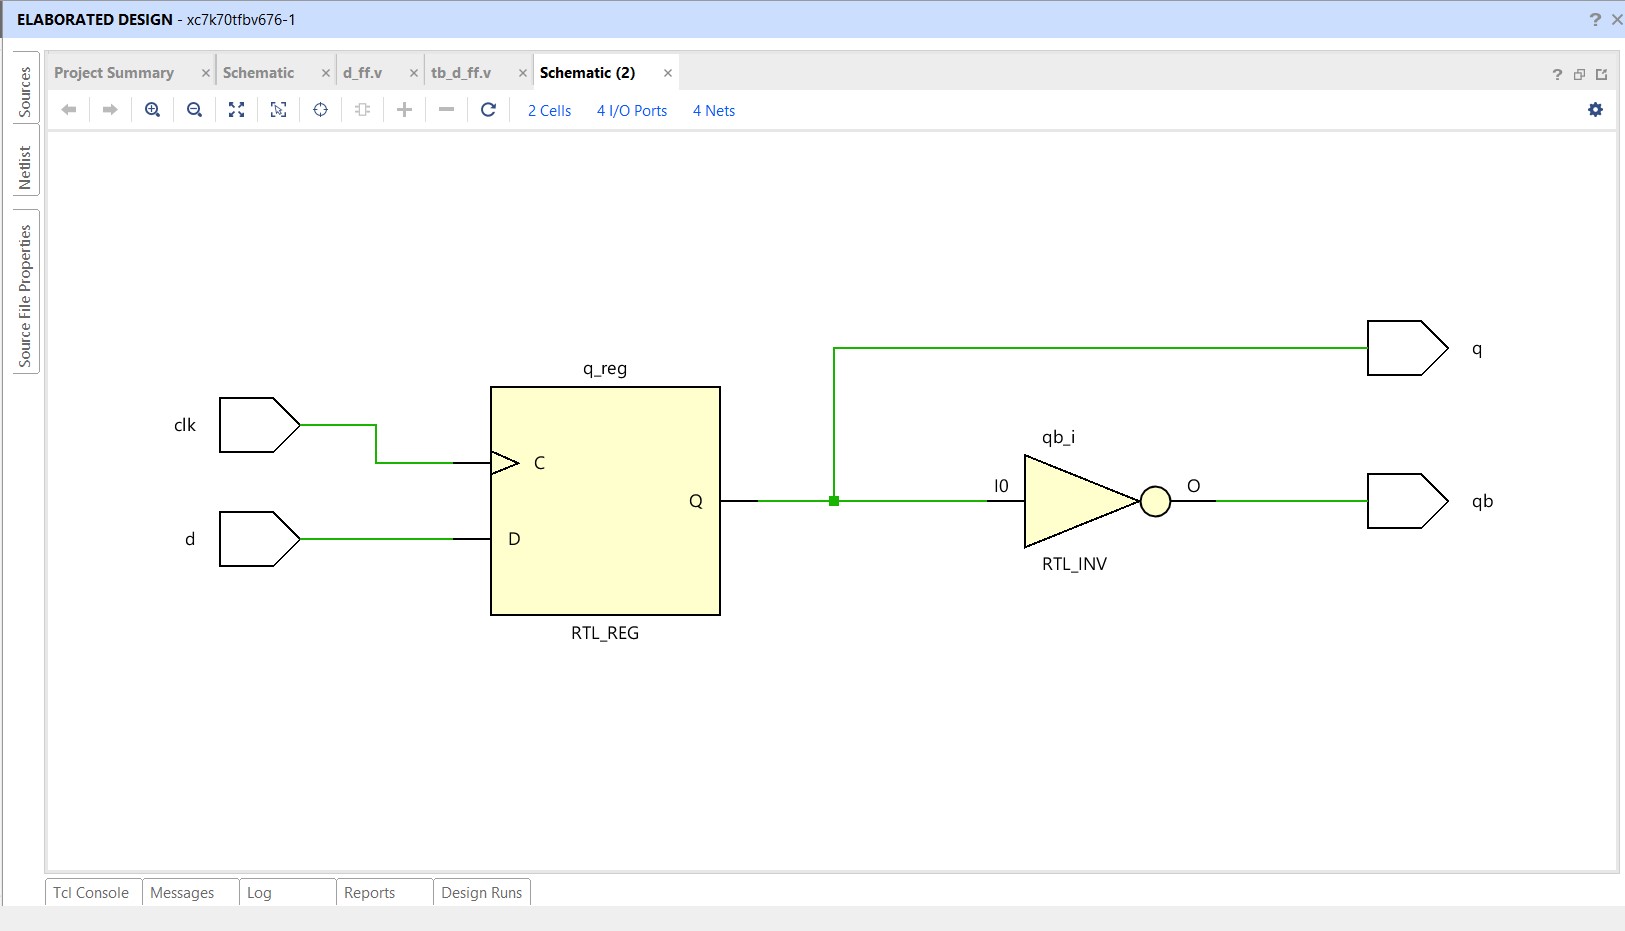 ELABORATED DESIGN - xc7k70tfbv676-1
Sources
Netlist
Source File Properties
Project Summary
Schematic
d_ff.v
tb_d_ff.v
Schematic (2)
2 Cells
4 I/O Ports
4 Nets
q_reg
clk
C
d
D
Q
RTL_REG
q
qb_i
I0
O
RTL_INV
qb
Tcl Console
Messages
Log
Reports
Design Runs